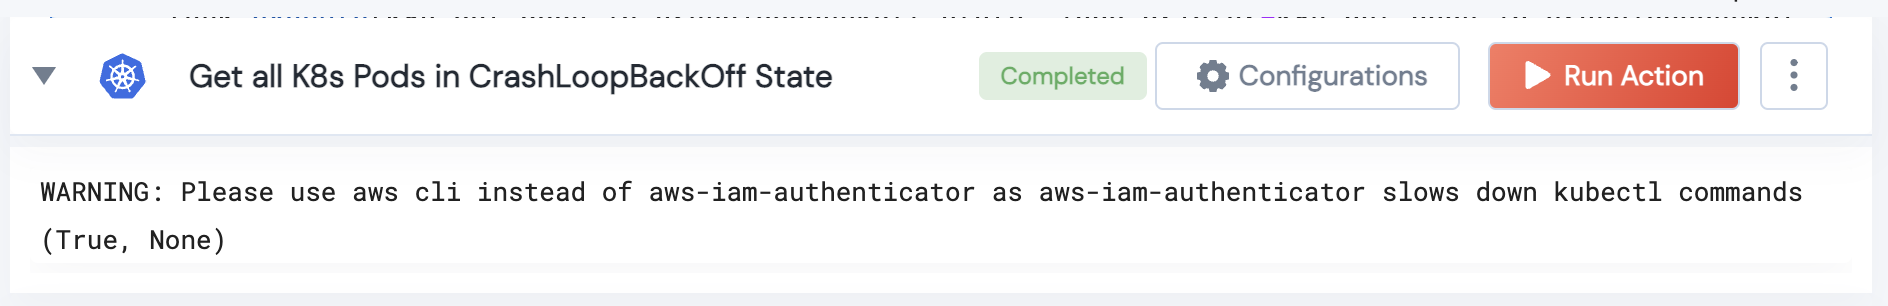 Get all K8s Pods in CrashLoopBackOff State
Completed
Configurations
Run Action
WARNING: Please use aws cli instead of aws-iam-authenticator as aws-iam-authenticator slows down kubectl commands
(True, None)